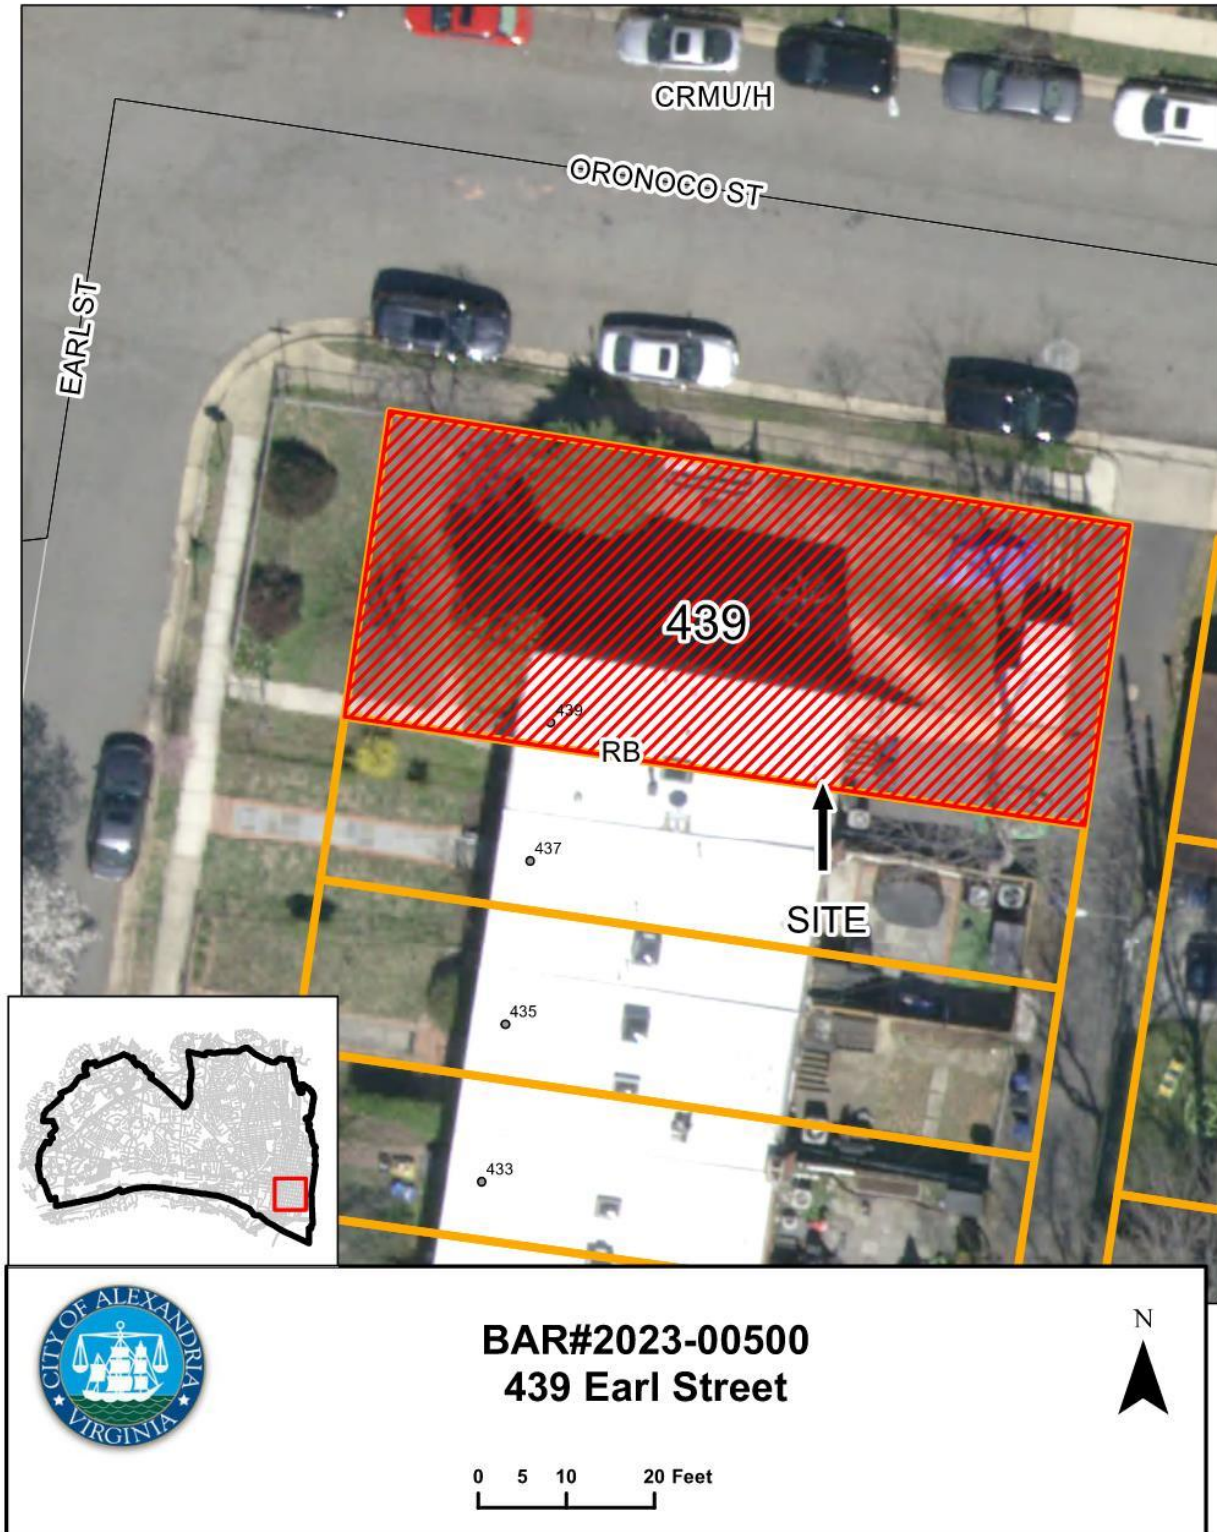 CRMU/H
ORONOCO ST
EARL ST
439
439
RB
437
SITE
435
433
CITY OF ALEXANDRIA
VIRGINIA
BAR#2023-00500
439 Earl Street
N
0 5 10 20 Feet